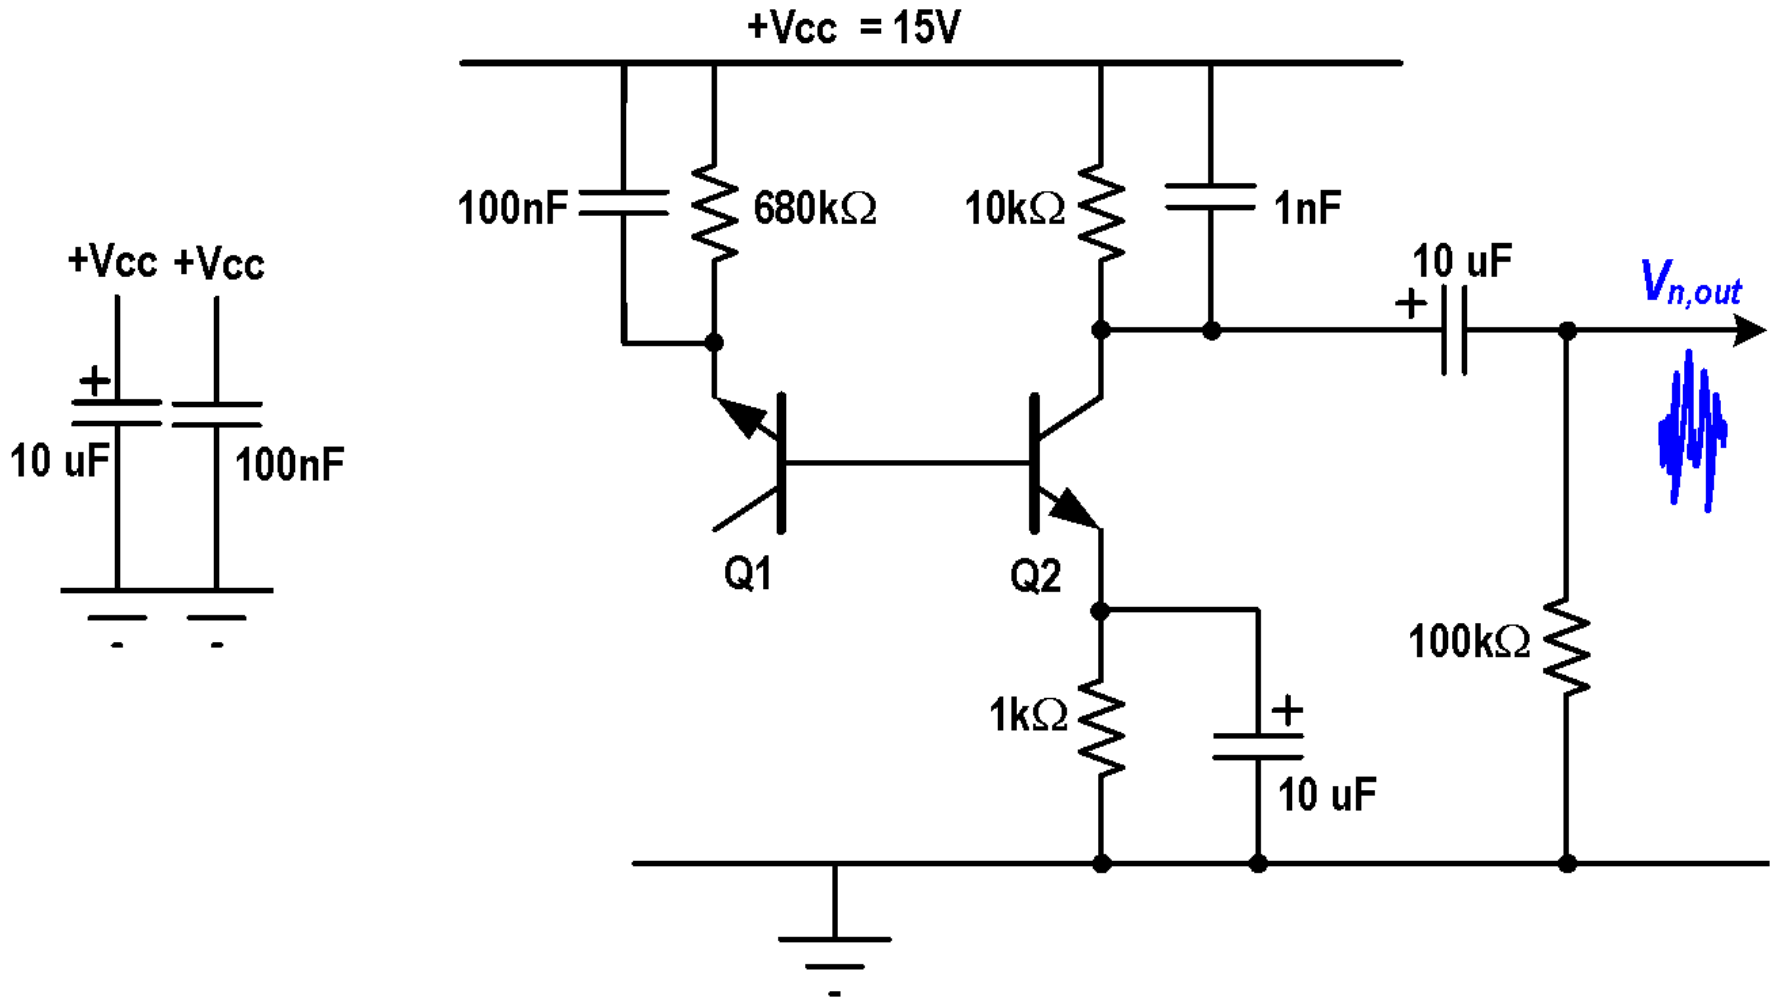 +Vcc = 15V
100nF
680kΩ
10kΩ
1nF
+Vcc
+Vcc
10 uF
+
Vn,out
+
10 uF
100nF
Q1
Q2
1kΩ
+
10 uF
100kΩ